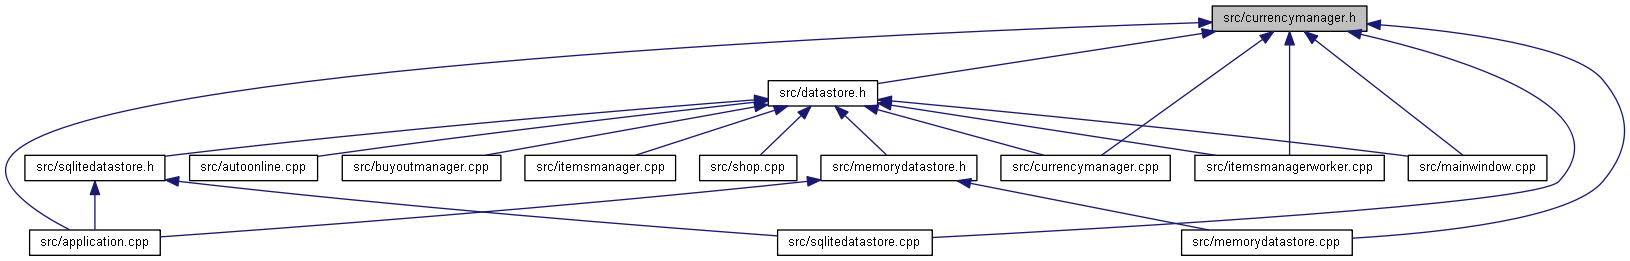 src/currencymanager.h
src/datastore.h
src/sqlitedatastore.h
src/autoonline.cpp
src/buyoutmanager.cpp
src/itemsmanager.cpp
src/shop.cpp
src/memorydatastore.h
src/currencymanager.cpp
src/itemsmanagerworker.cpp
src/mainwindow.cpp
src/application.cpp
src/sqlitedatastore.cpp
src/memorydatastore.cpp